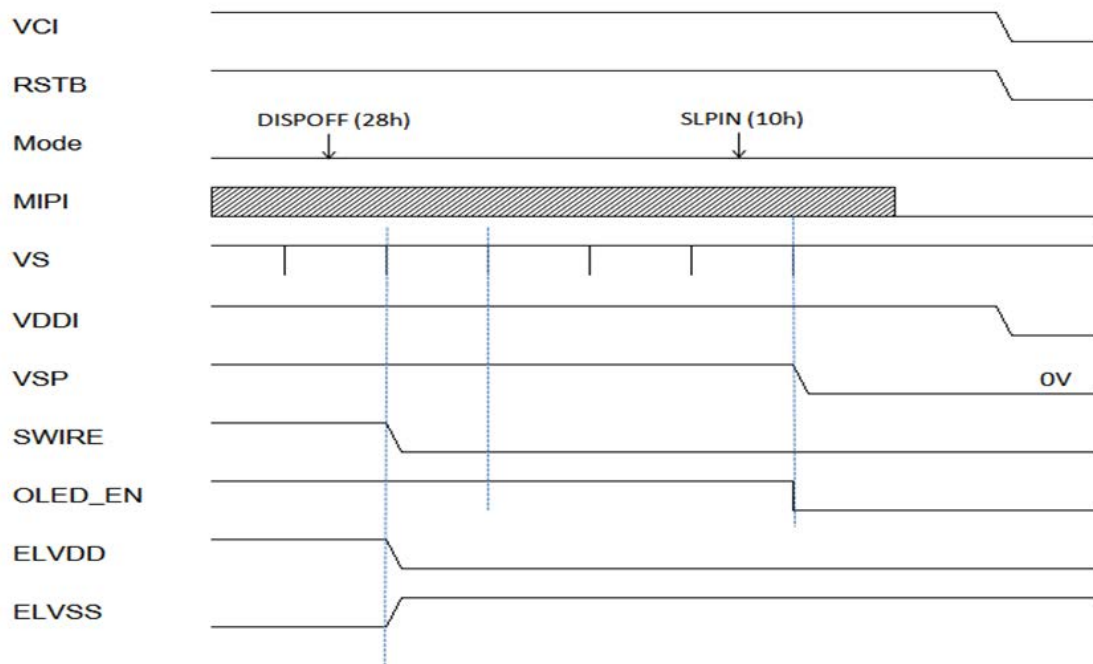 VCI
RSTB
DISPOFF (28h) SLPIN (10h)
Mode
MIPI
VS
VDDI
VSP 0V
SWIRE
OLED_EN
ELVDD
ELVSS